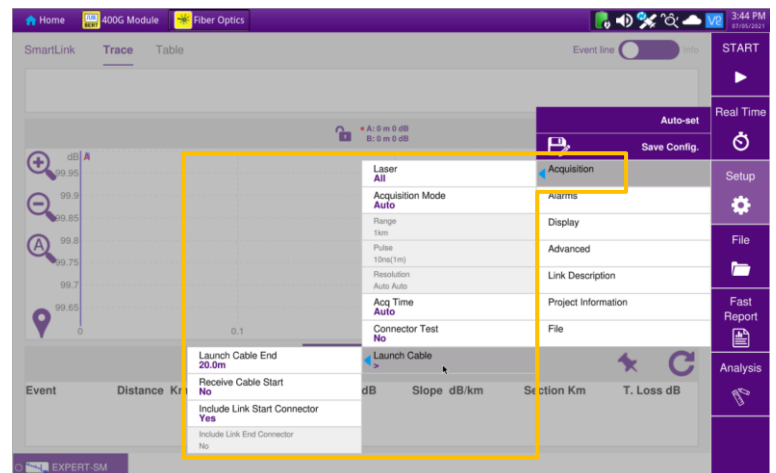 Home
JUB. BERT
400G Module
Fiber Optics
V2
3:44 PM
07/05/2021
SmartLink
Trace
Table
Event line
Info
START
A: 0 m 0 dB
B: 0 m 0 dB
Auto-set
Save Config.
Real Time
dB
A
99.95
99.9
99.85
A
99.8
99.75
99.7
99.65
0
0.1
Laser
All
Acquisition Mode
Auto
Range
1km
Pulse
10ns(1m)
Resolution
Auto Auto
Acq Time
Auto
Connector Test
No
Launch Cable
>
Acquisition
Alarms
Display
Advanced
Link Description
Project Information
File
Setup
File
Fast
Report
Analysis
Launch Cable End
20.0m
Receive Cable Start
No
Include Link Start Connector
Yes
Include Link End Connector
No
Event
Distance
dB
Slope dB/km
Section Km
T. Loss dB
EXPERT-SM